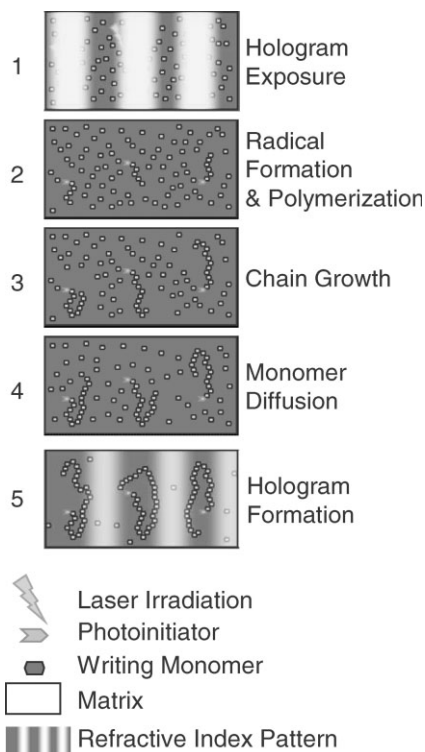 1
Hologram
Exposure
2
Radical
Formation
& Polymerization
3
Chain Growth
4
Monomer
Diffusion
5
Hologram
Formation
Laser Irradiation
Photoinitiator
Writing Monomer
Matrix
Refractive Index Pattern